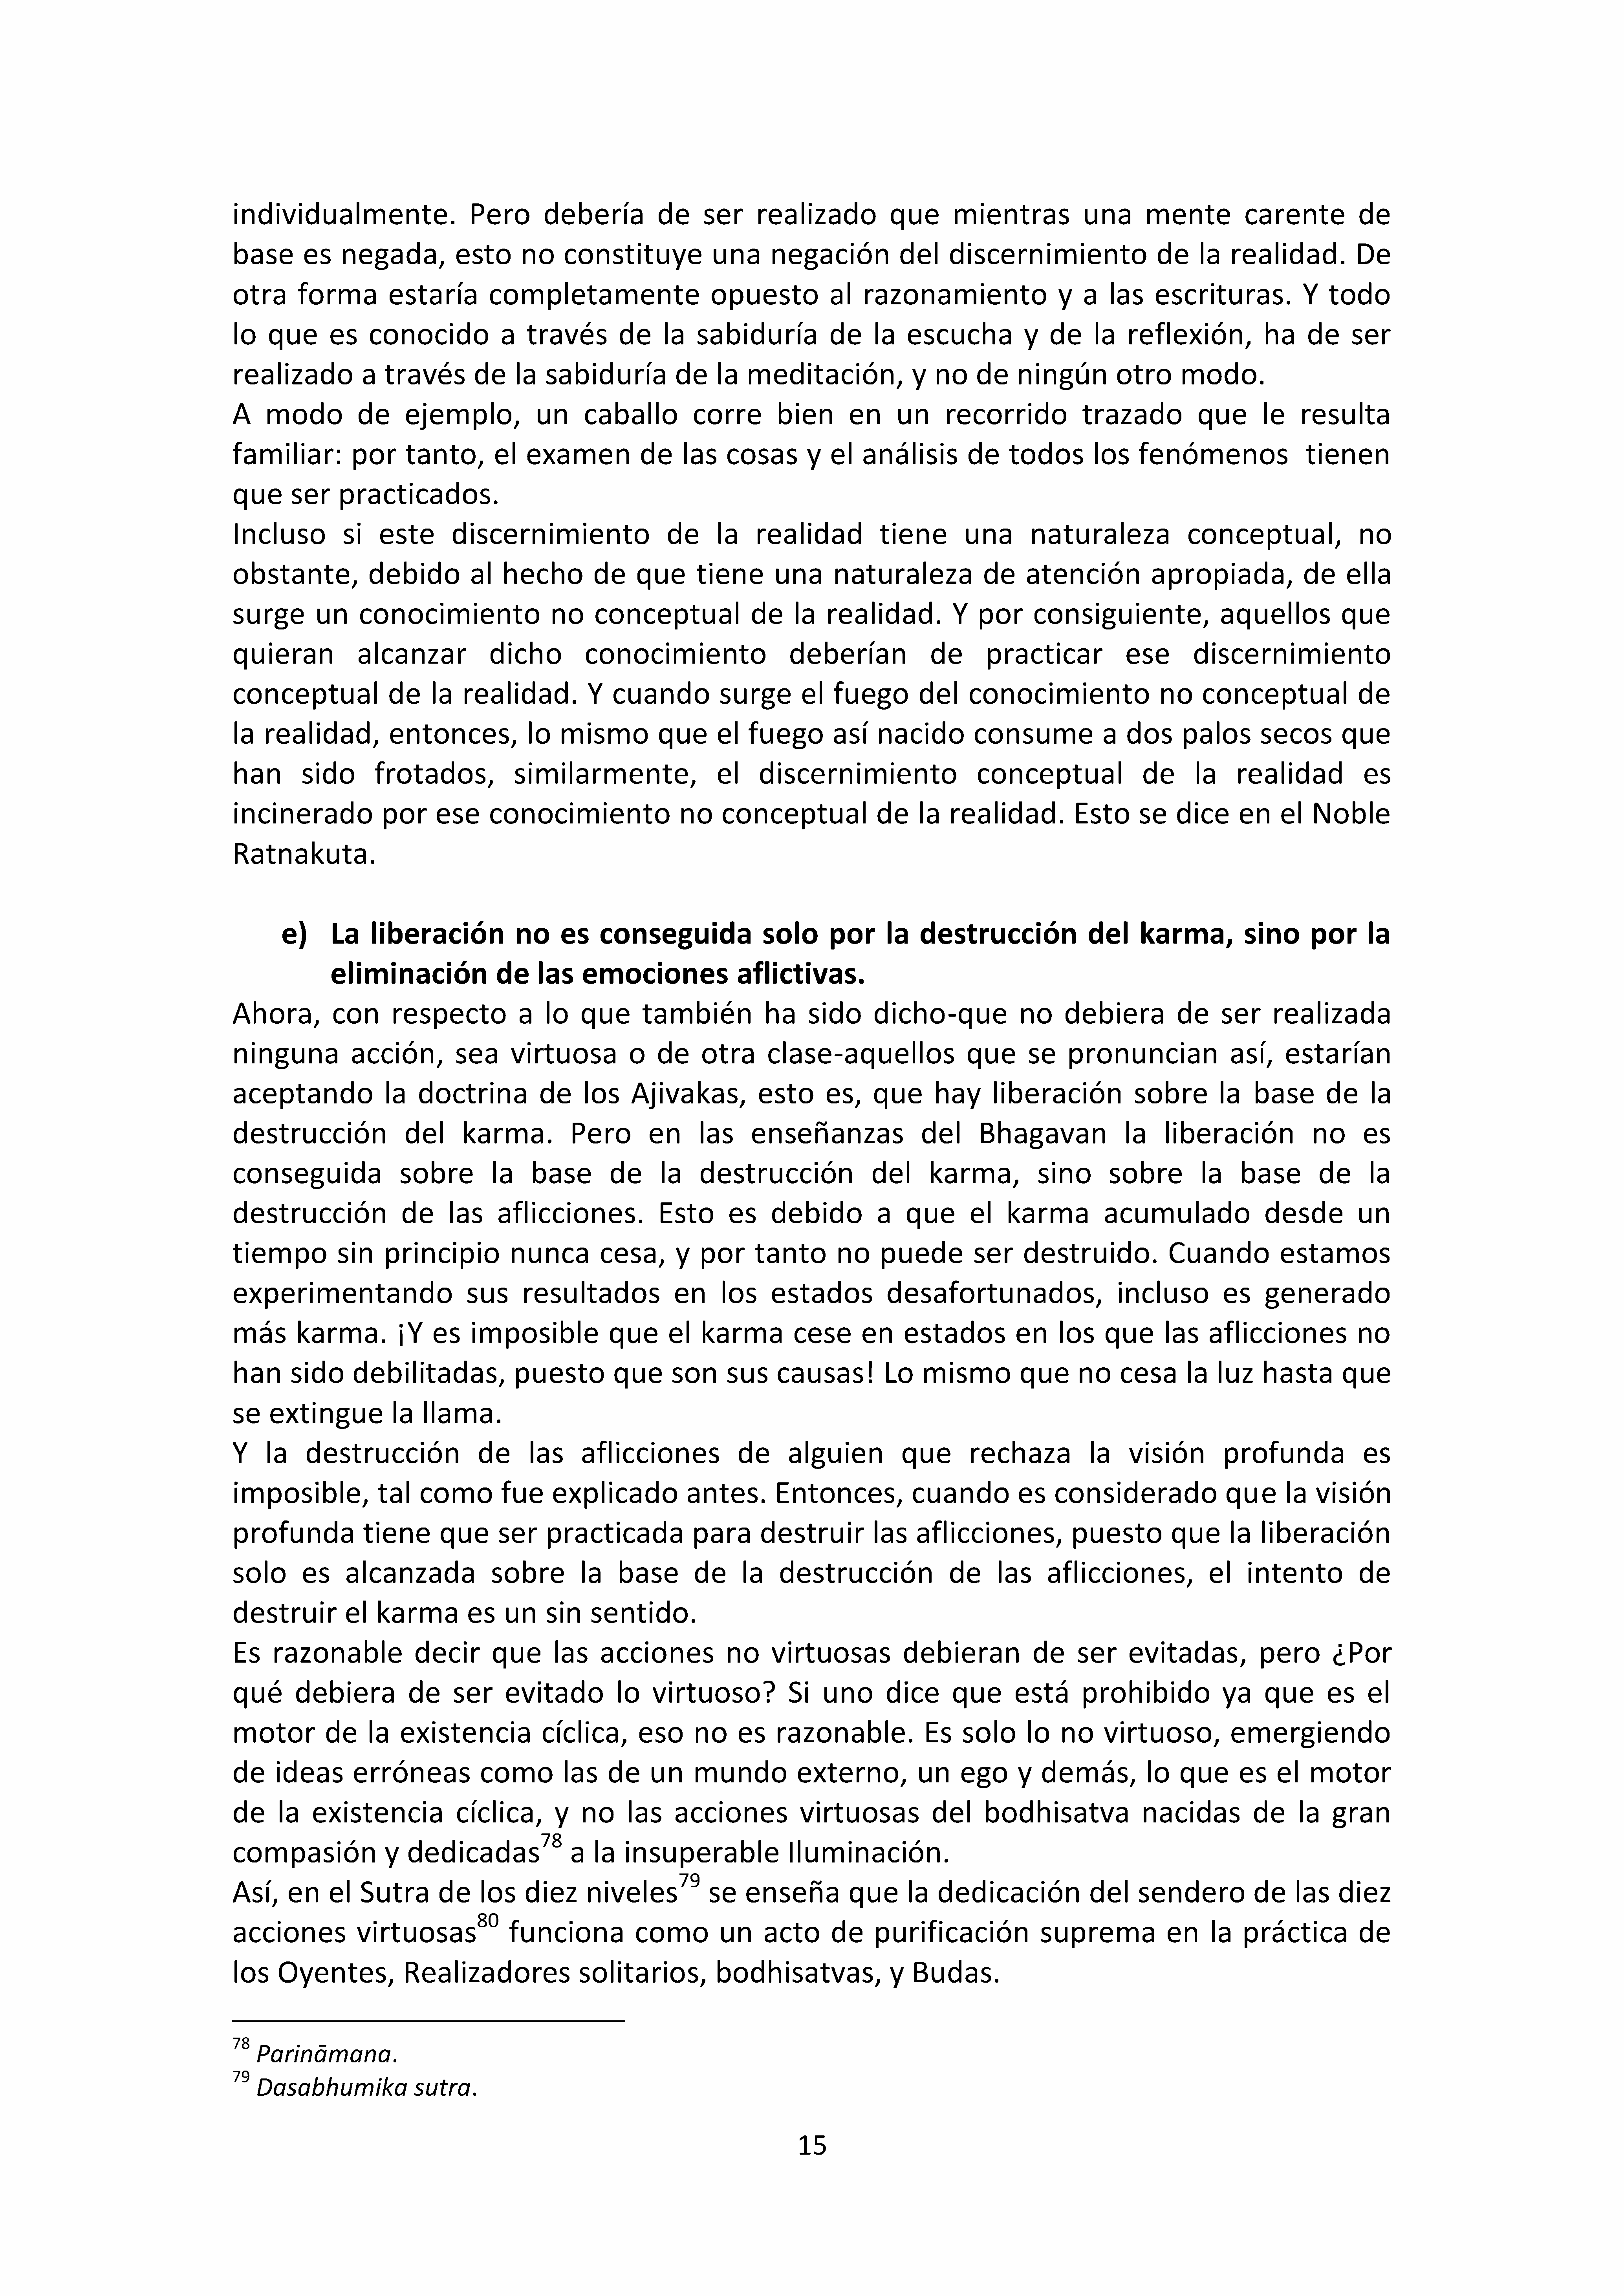 individualmente. Pero debería de ser realizado que mientras una mente carente de
base es negada, esto no constituye una negación del discernimiento de la realidad. De
otra forma estaría completamente opuesto al razonamiento y a las escrituras. Y todo
lo que es conocido a través de la sabiduría de la escucha y de la reflexión, ha de ser
realizado a través de la sabiduría de la meditación, y no de ningún otro modo.
A modo de ejemplo, un caballo corre bien en un recorrido trazado que le resulta
familiar: por tanto, el examen de las cosas y el análisis de todos los fenómenos  tienen
que ser practicados.
Incluso si este discernimiento de la realidad tiene una naturaleza conceptual, no
obstante, debido al hecho de que tiene una naturaleza de atención apropiada, de ella
surge un conocimiento no conceptual de la realidad. Y por consiguiente, aquellos que
quieran alcanzar dicho conocimiento deberían de practicar ese discernimiento
conceptual de la realidad. Y cuando surge el fuego del conocimiento no conceptual de
la realidad, entonces, lo mismo que el fuego así nacido consume a dos palos secos que
han sido frotados, similarmente, el discernimiento conceptual de la realidad es
incinerado por ese conocimiento no conceptual de la realidad. Esto se dice en el Noble
Ratnakuta.
e) La liberación no es conseguida solo por la destrucción del karma, sino por la
eliminación de las emociones aflictivas.
Ahora, con respecto a lo que también ha sido dicho-que no debiera de ser realizada
ninguna acción, sea virtuosa o de otra clase-aquellos que se pronuncian así, estarían
aceptando la doctrina de los Ajivakas, esto es, que hay liberación sobre la base de la
destrucción del karma. Pero en las enseñanzas del Bhagavan la liberación no es
conseguida sobre la base de la destrucción del karma, sino sobre la base de la
destrucción de las aflicciones. Esto es debido a que el karma acumulado desde un
tiempo sin principio nunca cesa, y por tanto no puede ser destruido. Cuando estamos
experimentando sus resultados en los estados desafortunados, incluso es generado
más karma. ¡Y es imposible que el karma cese en estados en los que las aflicciones no
han sido debilitadas, puesto que son sus causas! Lo mismo que no cesa la luz hasta que
se extingue la llama.
Y la destrucción de las aflicciones de alguien que rechaza la visión profunda es
imposible, tal como fue explicado antes. Entonces, cuando es considerado que la visión
profunda tiene que ser practicada para destruir las aflicciones, puesto que la liberación
solo es alcanzada sobre la base de la destrucción de las aflicciones, el intento de
destruir el karma es un sin sentido.
Es razonable decir que las acciones no virtuosas debieran de ser evitadas, pero ¿Por
qué debiera de ser evitado lo virtuoso? Si uno dice que está prohibido ya que es el
motor de la existencia cíclica, eso no es razonable. Es solo lo no virtuoso, emergiendo
de ideas erróneas como las de un mundo externo, un ego y demás, lo que es el motor
de la existencia cíclica, y no las acciones virtuosas del bodhisatva nacidas de la gran
compasión y dedicadas78 a la insuperable Iluminación.
Así, en el Sutra de los diez niveles79 se enseña que la dedicación del sendero de las diez
acciones virtuosas80 funciona como un acto de purificación suprema en la práctica de
los Oyentes, Realizadores solitarios, bodhisatvas, y Budas.
78 Parināmana.
79 Dasabhumika sutra.
15